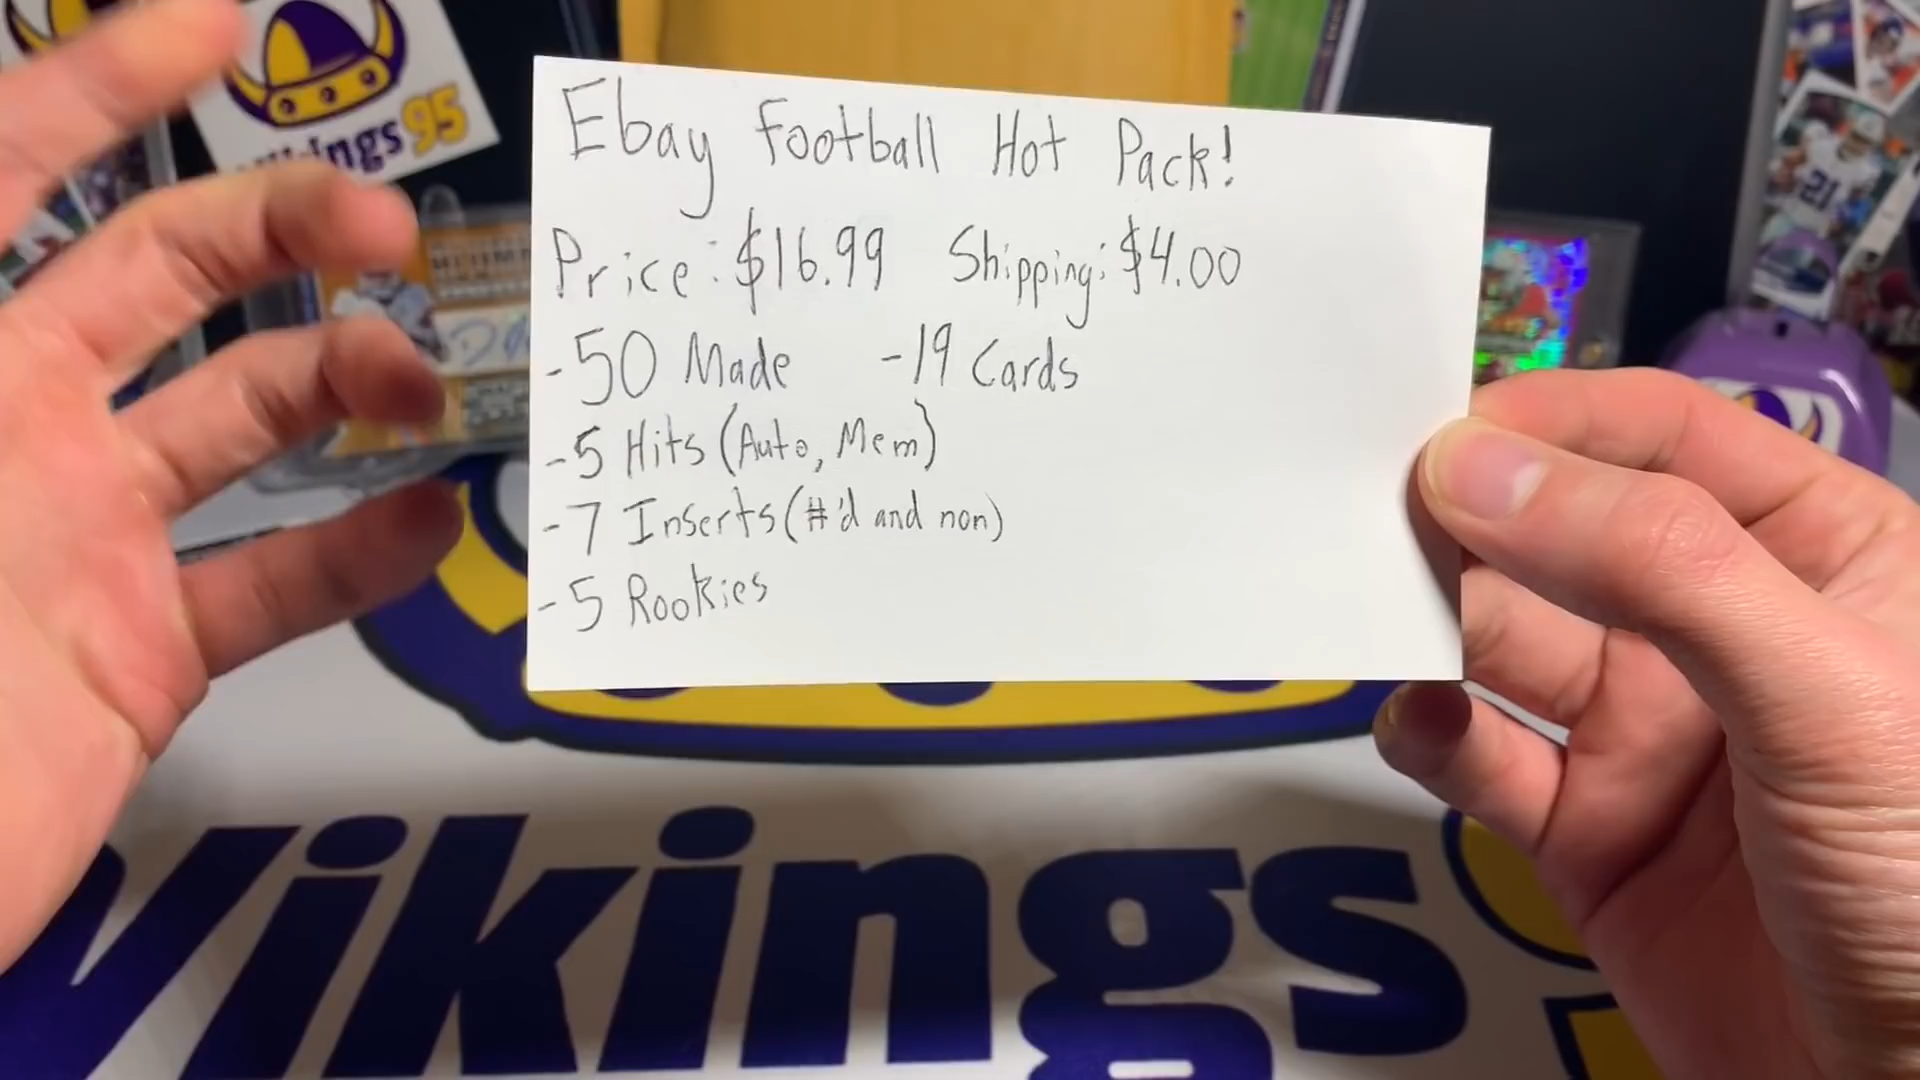 Vikings95
Ebay Football Hot Pack!
Price: $16.99 Shipping: $4.00
-50 Made -19 Cards
-5 Hits (Auto, Mem)
-7 Inserts (#'d and non)
-5 Rookies
21
Vikings